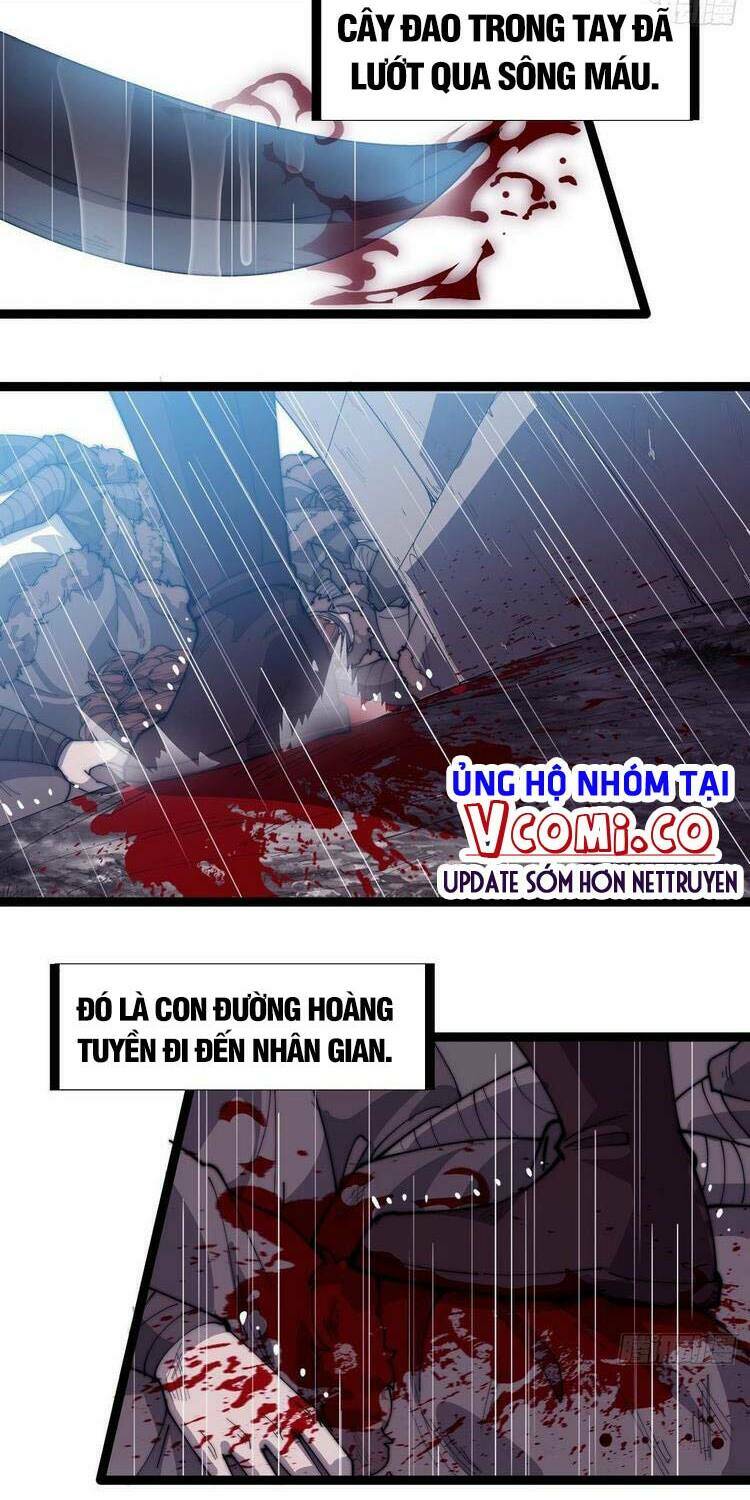 CÂY ĐAO TRONG TAY ĐÃ
LƯỚT QUA SÔNG MÁU.
ỦNG HỘ NHÓM TẠI
VCOMI.CO
UPDATE SỚM HƠN NETTRUYEN
ĐÓ LÀ CON ĐƯỜNG HOÀNG
TUYỀN ĐI ĐẾN NHÂN GIAN.